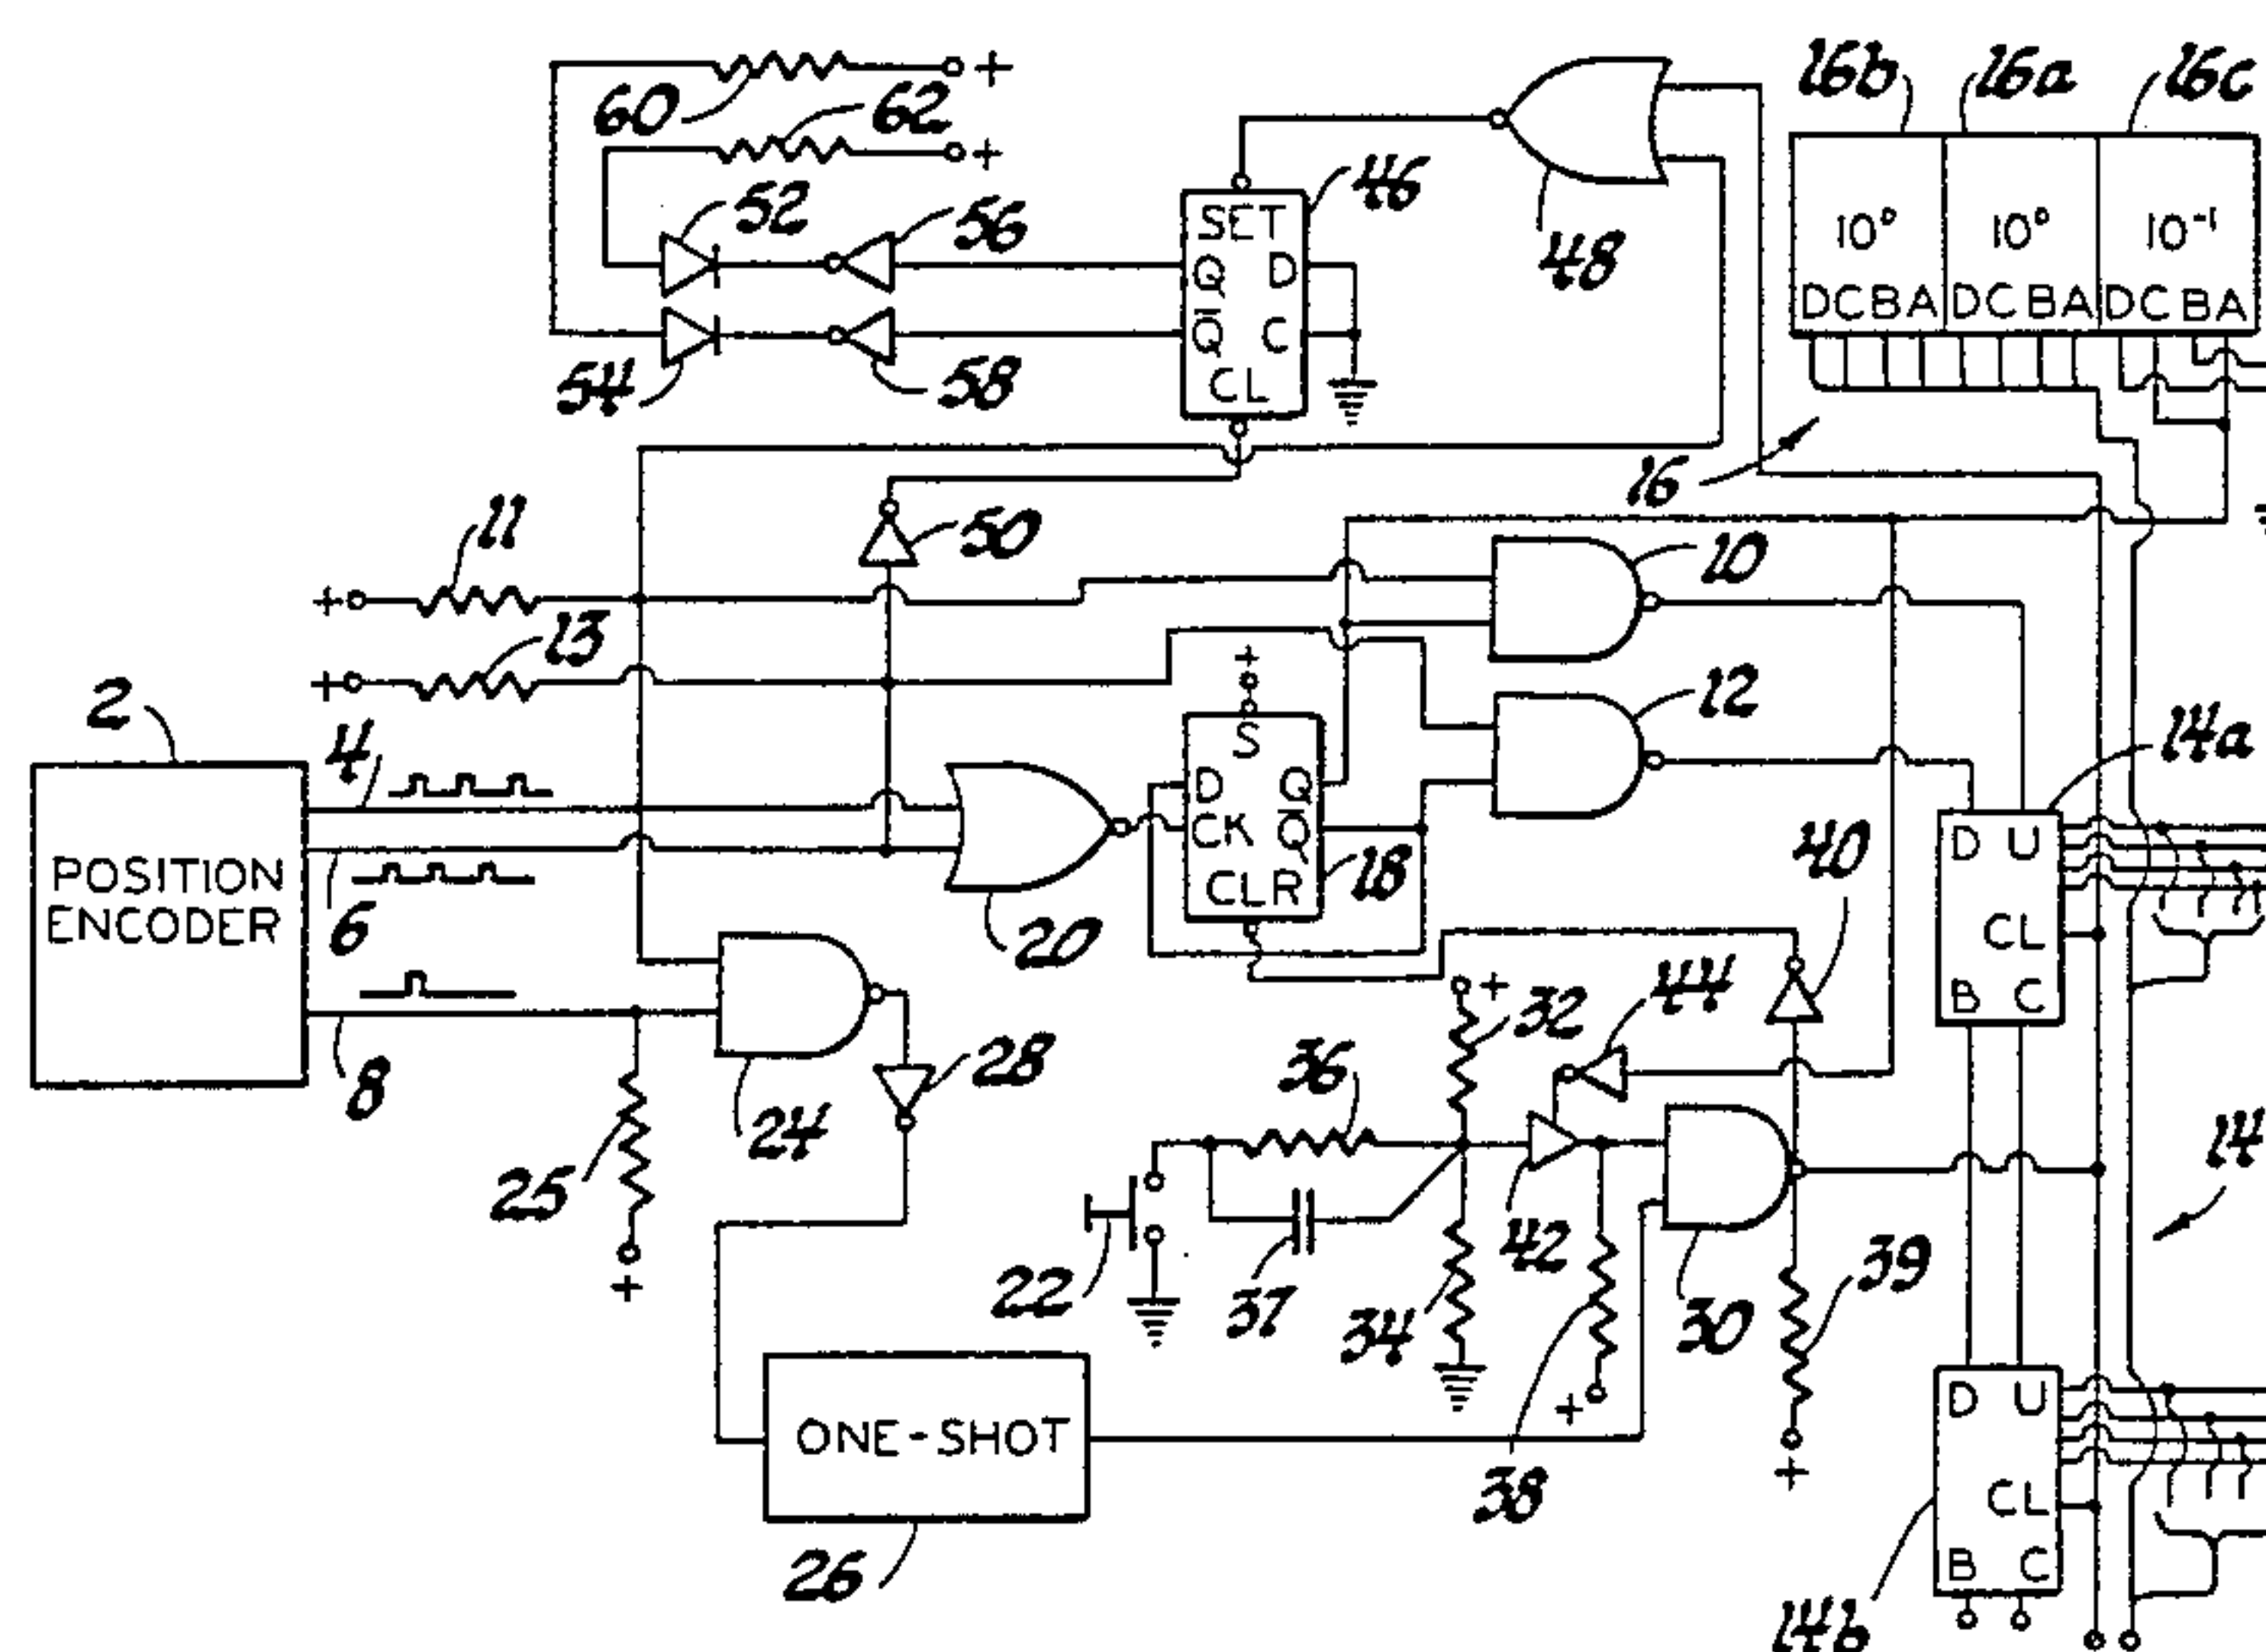 60 +
62 +
16b 16a 16c
52 56 46 48
SET
Q D
Q̅ C
CL
54 58
10° 10° 10⁻¹
DCBA DCBA DCBA
16
11 50 10
+
13
+
2 12 14a
4
+
S
D Q
CK Q̅
CLR
18
40
POSITION
ENCODER
6
20
D U
CL
B C
8
24
28
25
+
+ 32 44
36
22 37 34 42 38 30 39 14
+
+
ONE-SHOT
26
D U
CL
B C
14b